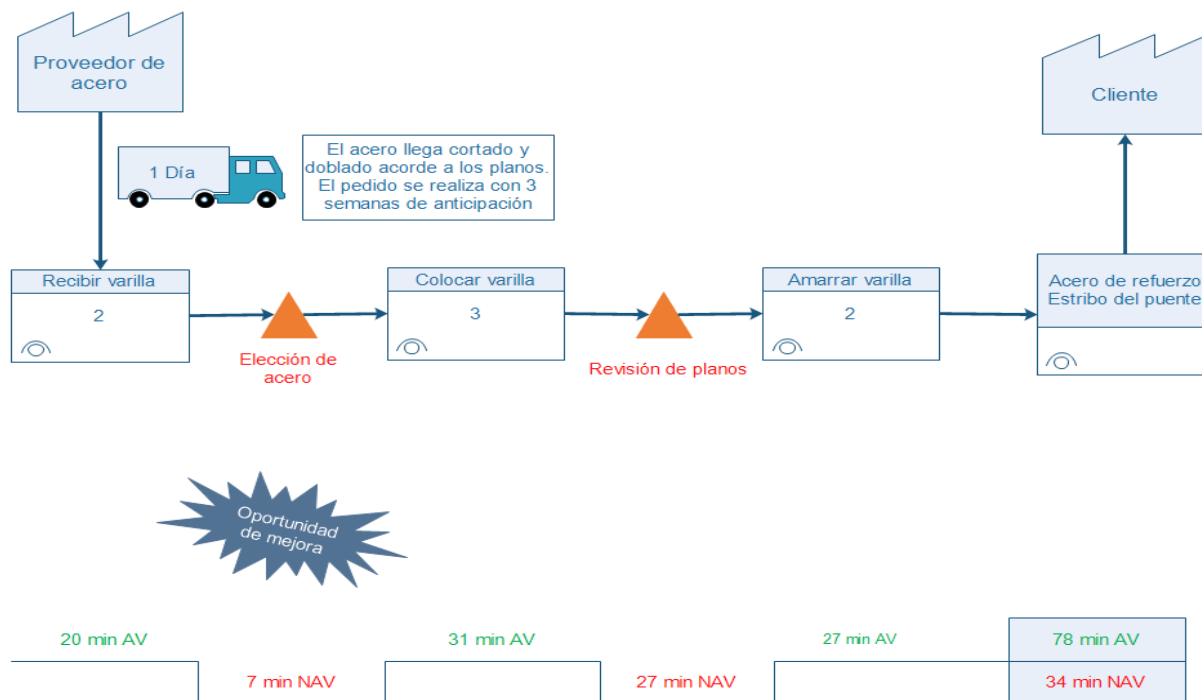 Proveedor de
acero
Cliente
1 Día
El acero llega cortado y
doblado acorde a los planos.
El pedido se realiza con 3
semanas de anticipación
Recibir varilla
2
Elección de
acero
Colocar varilla
3
Revisión de planos
Amarrar varilla
2
Acero de refuerzo
Estribo del puente
Oportunidad
de mejora
20 min AV
7 min NAV
31 min AV
27 min NAV
27 min AV
78 min AV
34 min NAV